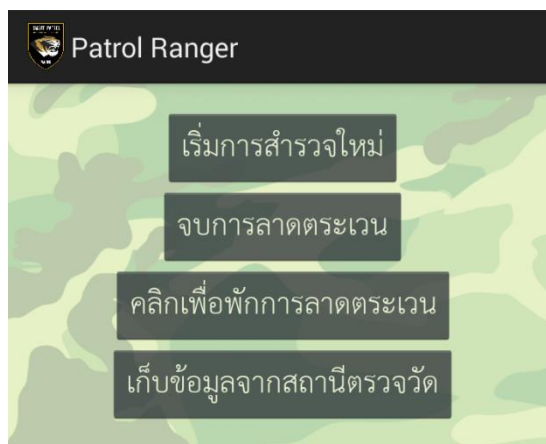 Patrol Ranger
เริ่มการสำรวจใหม่
จบการลาดตระเวน
คลิกเพื่อพักการลาดตระเวน
เก็บข้อมูลจากสถานีตรวจวัด